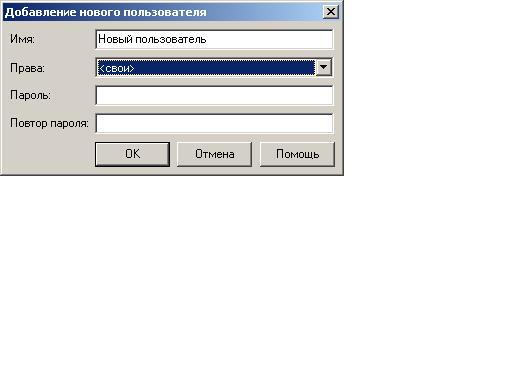 Добавление нового пользователя
Имя: Новый пользователь
Права: <свои>
Пароль:
Повтор пароля:
OK Отмена Помощь